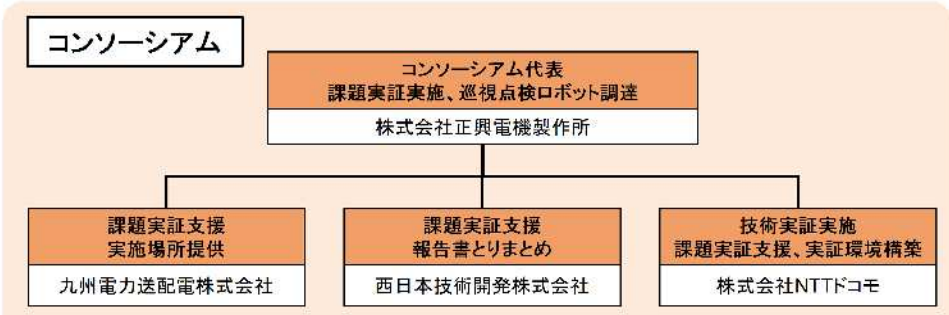 コンソーシアム
コンソーシアム代表
課題実証実施、巡視点検ロボット調達
株式会社正興電機製作所
課題実証支援
実施場所提供
九州電力送配電株式会社
課題実証支援
報告書とりまとめ
西日本技術開発株式会社
技術実証実施
課題実証支援、実証環境構築
株式会社NTTドコモ